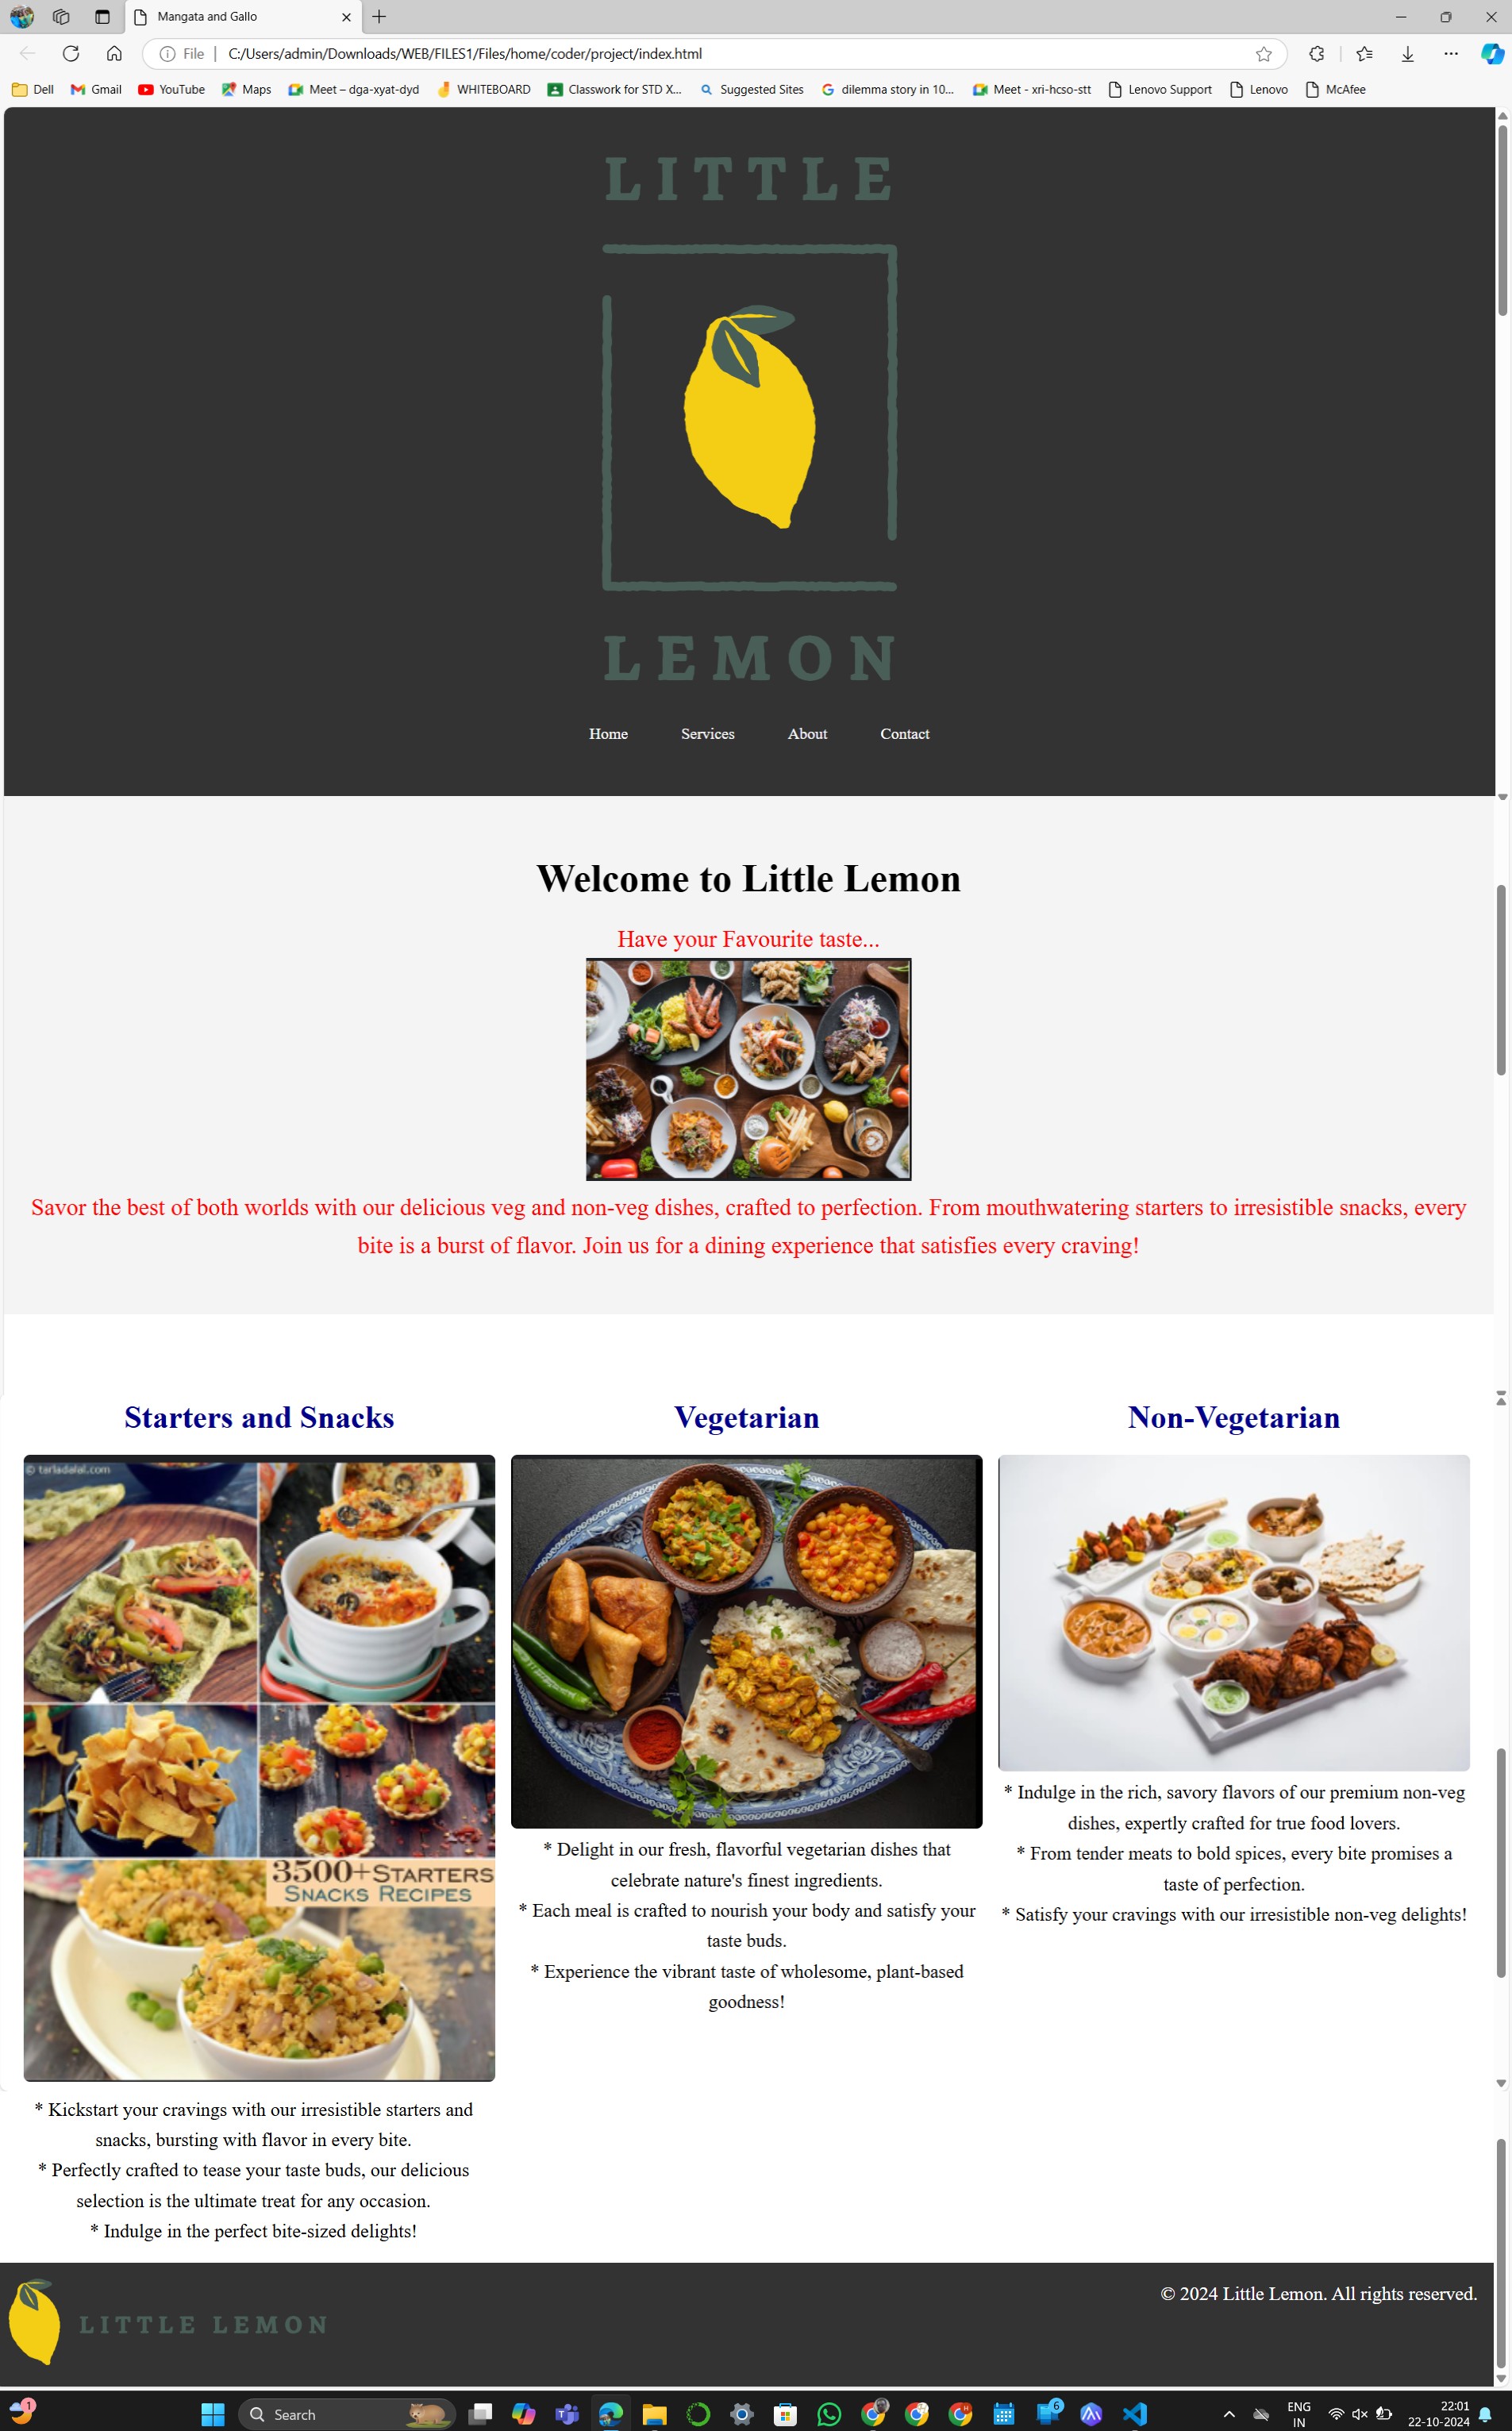 Mangata and Gallo
File
C:/Users/admin/Downloads/WEB/FILES1/Files/home/coder/project/index.html
Dell
Gmail
YouTube
Maps
Meet – dga-xyat-dyd
WHITEBOARD
Classwork for STD X...
Suggested Sites
dilemma story in 10...
Meet - xri-hcso-stt
Lenovo Support
Lenovo
McAfee
LITTLE
LEMON
Home
Services
About
Contact
Welcome to Little Lemon
Have your Favourite taste...
Savor the best of both worlds with our delicious veg and non-veg dishes, crafted to perfection. From mouthwatering starters to irresistible snacks, every
bite is a burst of flavor. Join us for a dining experience that satisfies every craving!
Starters and Snacks
© tarladalal.com
3500+ STARTERS
SNACKS RECIPES
* Kickstart your cravings with our irresistible starters and
snacks, bursting with flavor in every bite.
* Perfectly crafted to tease your taste buds, our delicious
selection is the ultimate treat for any occasion.
* Indulge in the perfect bite-sized delights!
Vegetarian
* Delight in our fresh, flavorful vegetarian dishes that
celebrate nature's finest ingredients.
* Each meal is crafted to nourish your body and satisfy your
taste buds.
* Experience the vibrant taste of wholesome, plant-based
goodness!
Non-Vegetarian
* Indulge in the rich, savory flavors of our premium non-veg
dishes, expertly crafted for true food lovers.
* From tender meats to bold spices, every bite promises a
taste of perfection.
* Satisfy your cravings with our irresistible non-veg delights!
LITTLE LEMON
© 2024 Little Lemon. All rights reserved.
1
Search
6
ENG
IN
22:01
22-10-2024